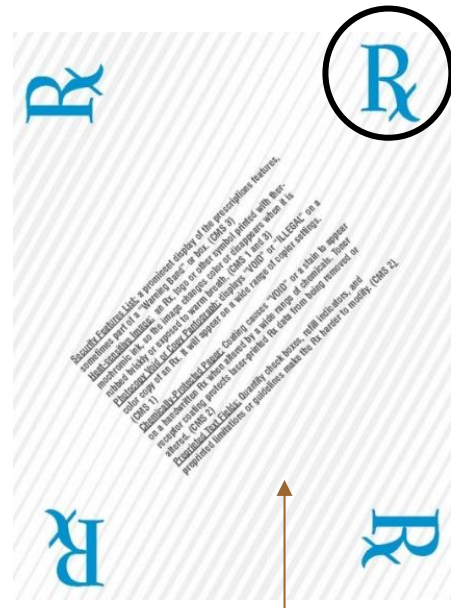 Rx
Rx
Security Features List: a prominent display of the prescriptions features,
sometimes part of a "Warning Band" or box. (CMS 3)
Heat-sensitive Image: an Rx, logo or other symbol printed with ther-
mochromic ink, so the image changes color or disappears when it is
rubbed briskly or exposed to warm breath. (CMS 1 and 3)
Photocopy Void or Copy Pantograph: displays "VOID" or "ILLEGAL" on a
color copy of an Rx. It will appear on a wide range of copier settings.
(CMS 1)
Chemically-Protected Paper: Coating causes "VOID" or a stain to appear
on a handwritten Rx when altered by a wide range of chemicals. Toner
receptor coating protects laser-printed Rx data from being removed or
altered. (CMS 2)
Preprinted Text Fields: Quantity check boxes, refill indicators, and
preprinted limitations or guidelines make the Rx harder to modify. (CMS 2).
Rx
Rx